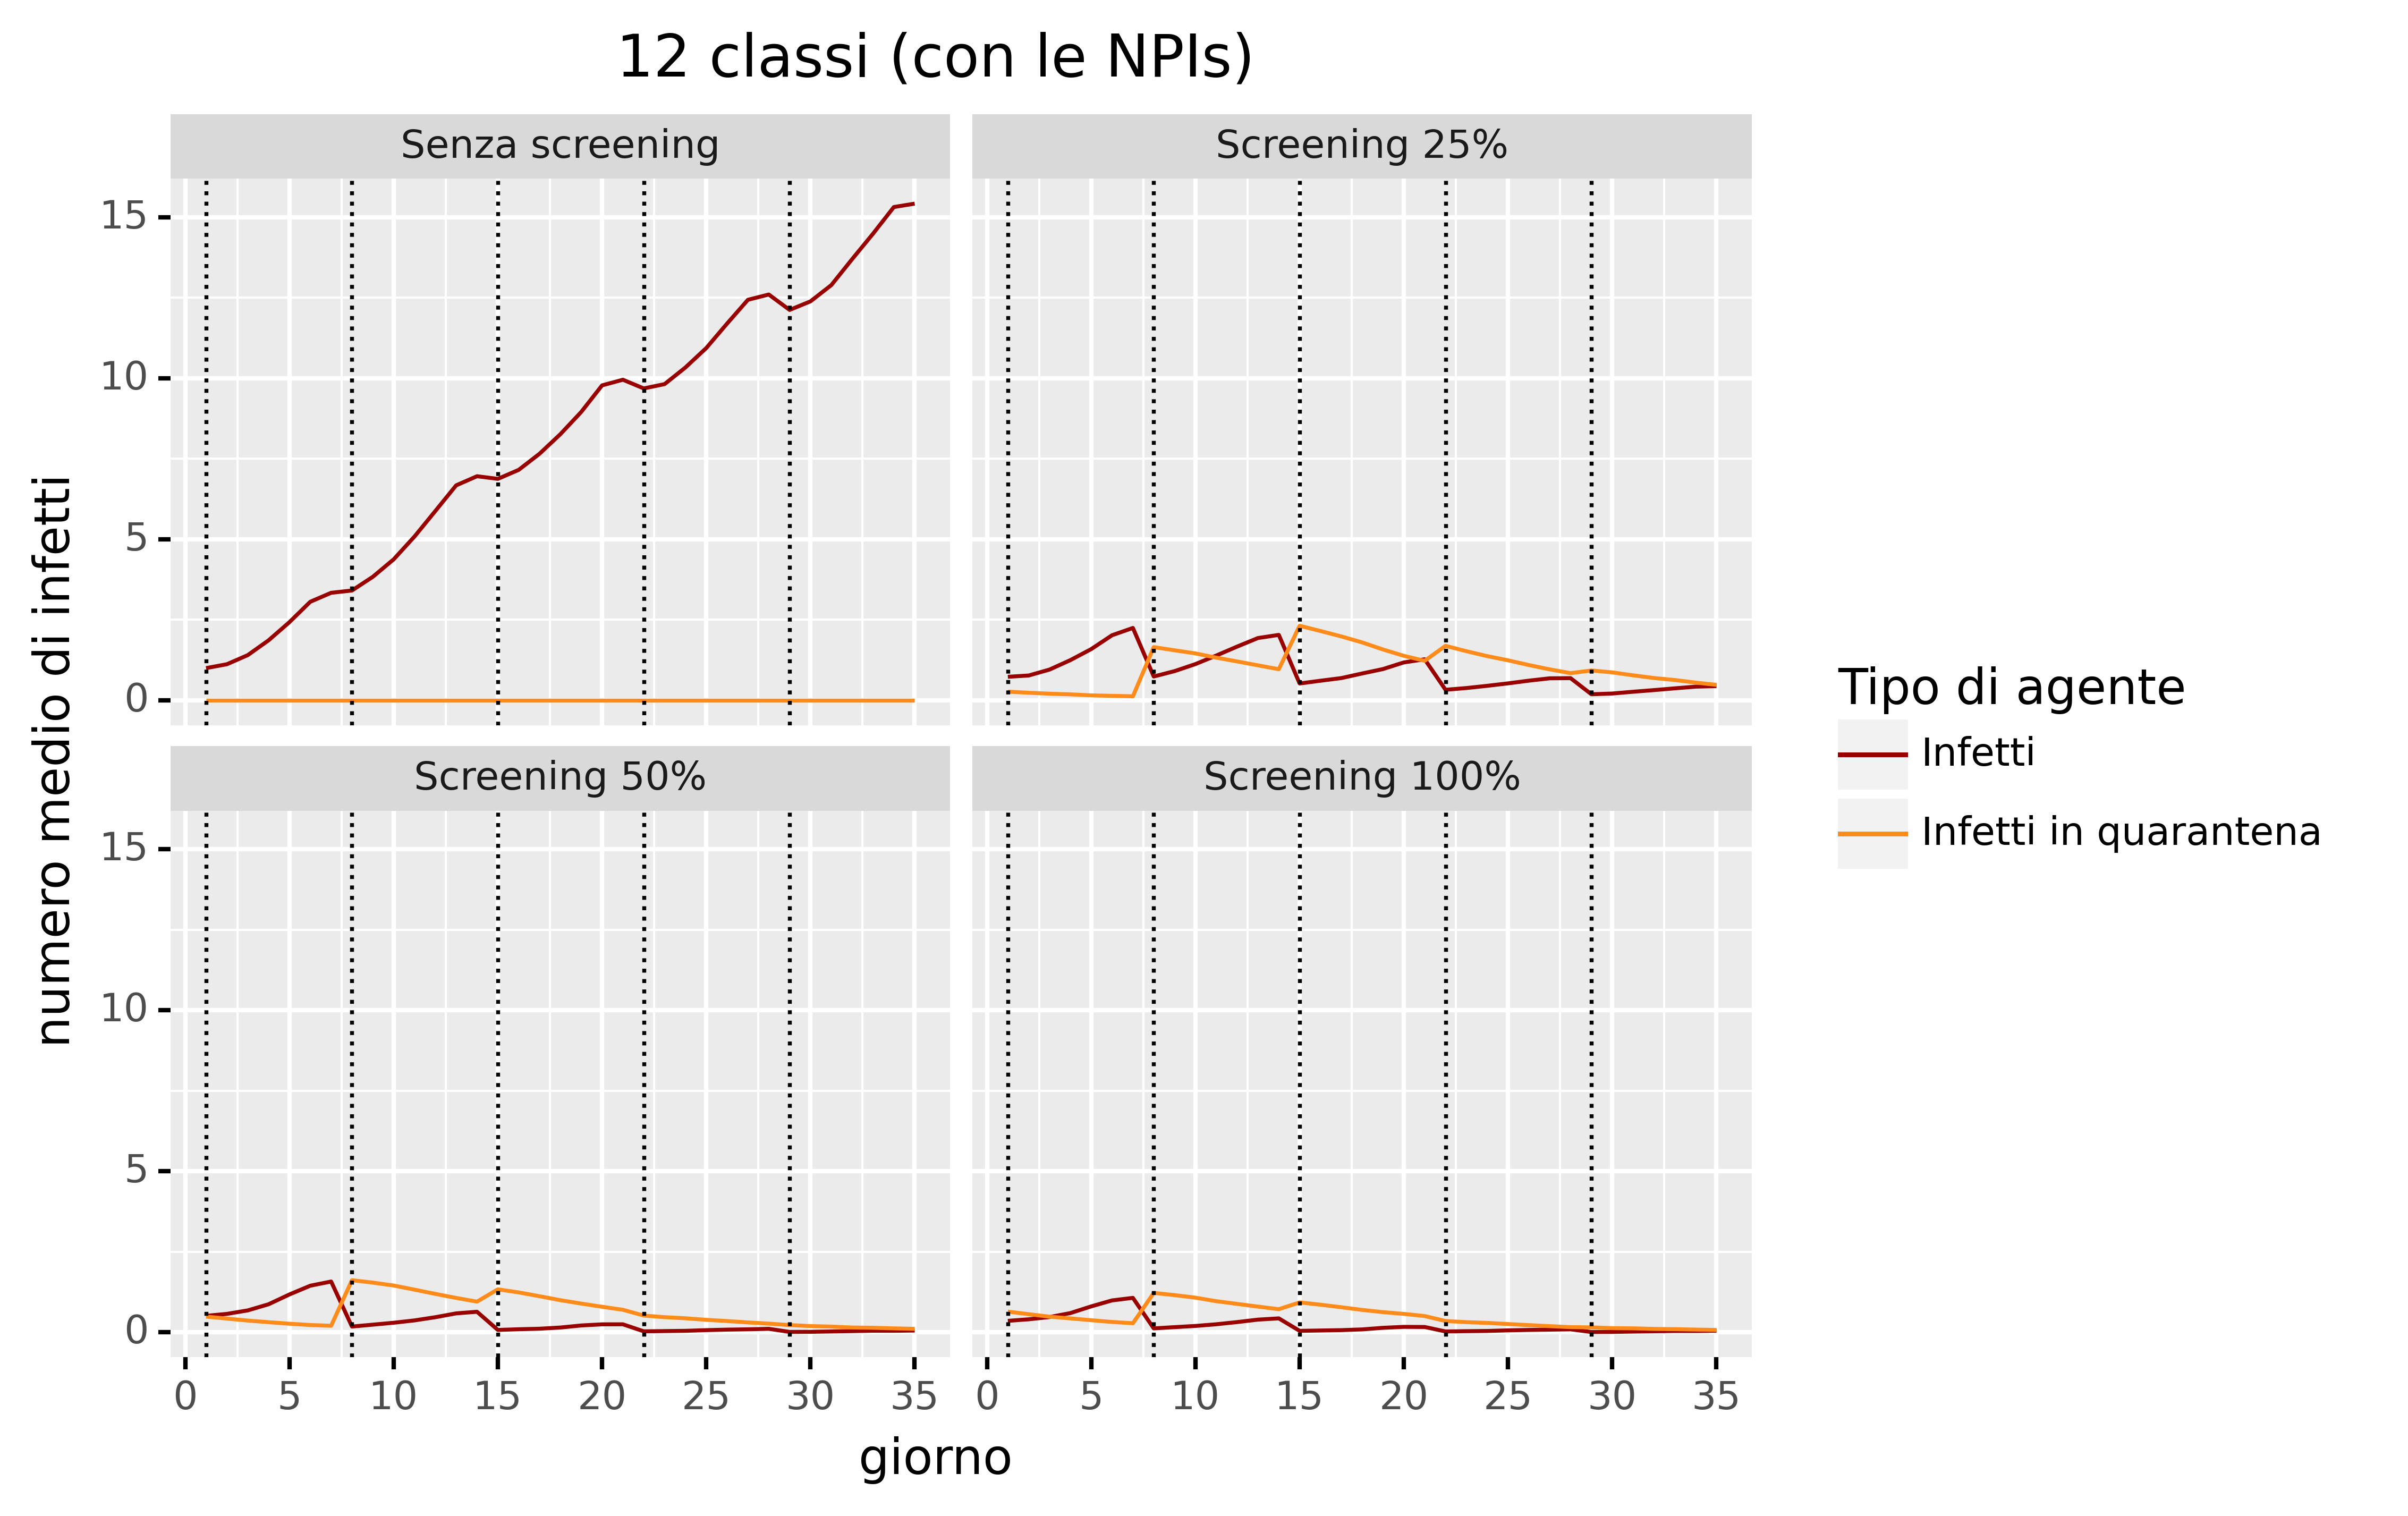 12 classi (con le NPIs)
Senza screening
Screening 25%
15
10
5
0
Screening 50%
Screening 100%
15
10
5
0
0 5 10 15 20 25 30 35
0 5 10 15 20 25 30 35
giorno
numero medio di infetti
Tipo di agente
Infetti
Infetti in quarantena